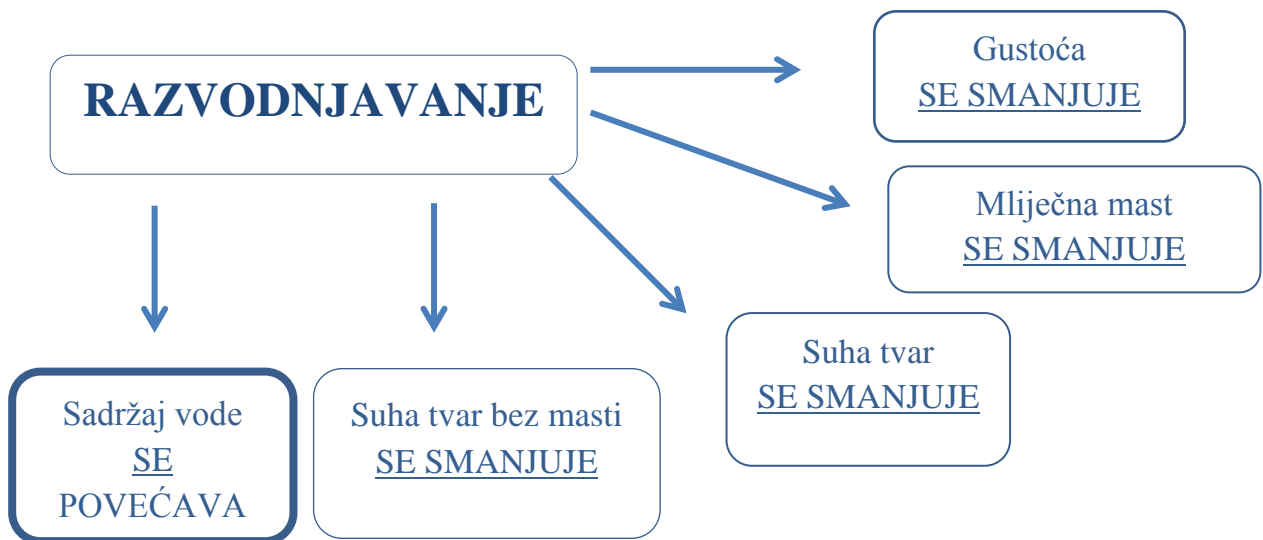 RAZVODNJAVANJE
Gustoća
SE SMANJUJE
Mliječna mast
SE SMANJUJE
Suha tvar
SE SMANJUJE
Suha tvar bez masti
SE SMANJUJE
Sadržaj vode
SE
POVEĆAVA